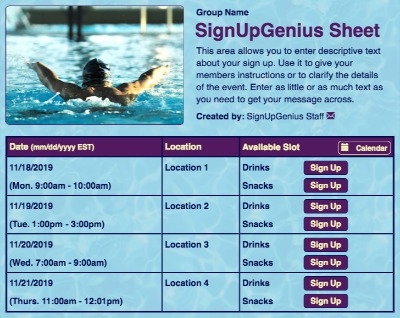 Group Name
SignUpGenius Sheet
This area allows you to enter descriptive text
about your sign up. Use it to give your
members instructions or to clarify the details
of the event. Enter as little or as much text as
you need to get your message across.
Created by: SignUpGenius Staff
Date (mm/dd/yyyy EST) Location Available Slot Calendar
11/18/2019 Location 1 Drinks Sign Up
(Mon. 9:00am - 10:00am) Snacks Sign Up
11/19/2019 Location 2 Drinks Sign Up
(Tue. 1:00pm - 3:00pm) Snacks Sign Up
11/20/2019 Location 3 Drinks Sign Up
(Wed. 7:00am - 9:00am) Snacks Sign Up
11/21/2019 Location 4 Drinks Sign Up
(Thurs. 11:00am - 12:01pm) Snacks Sign Up